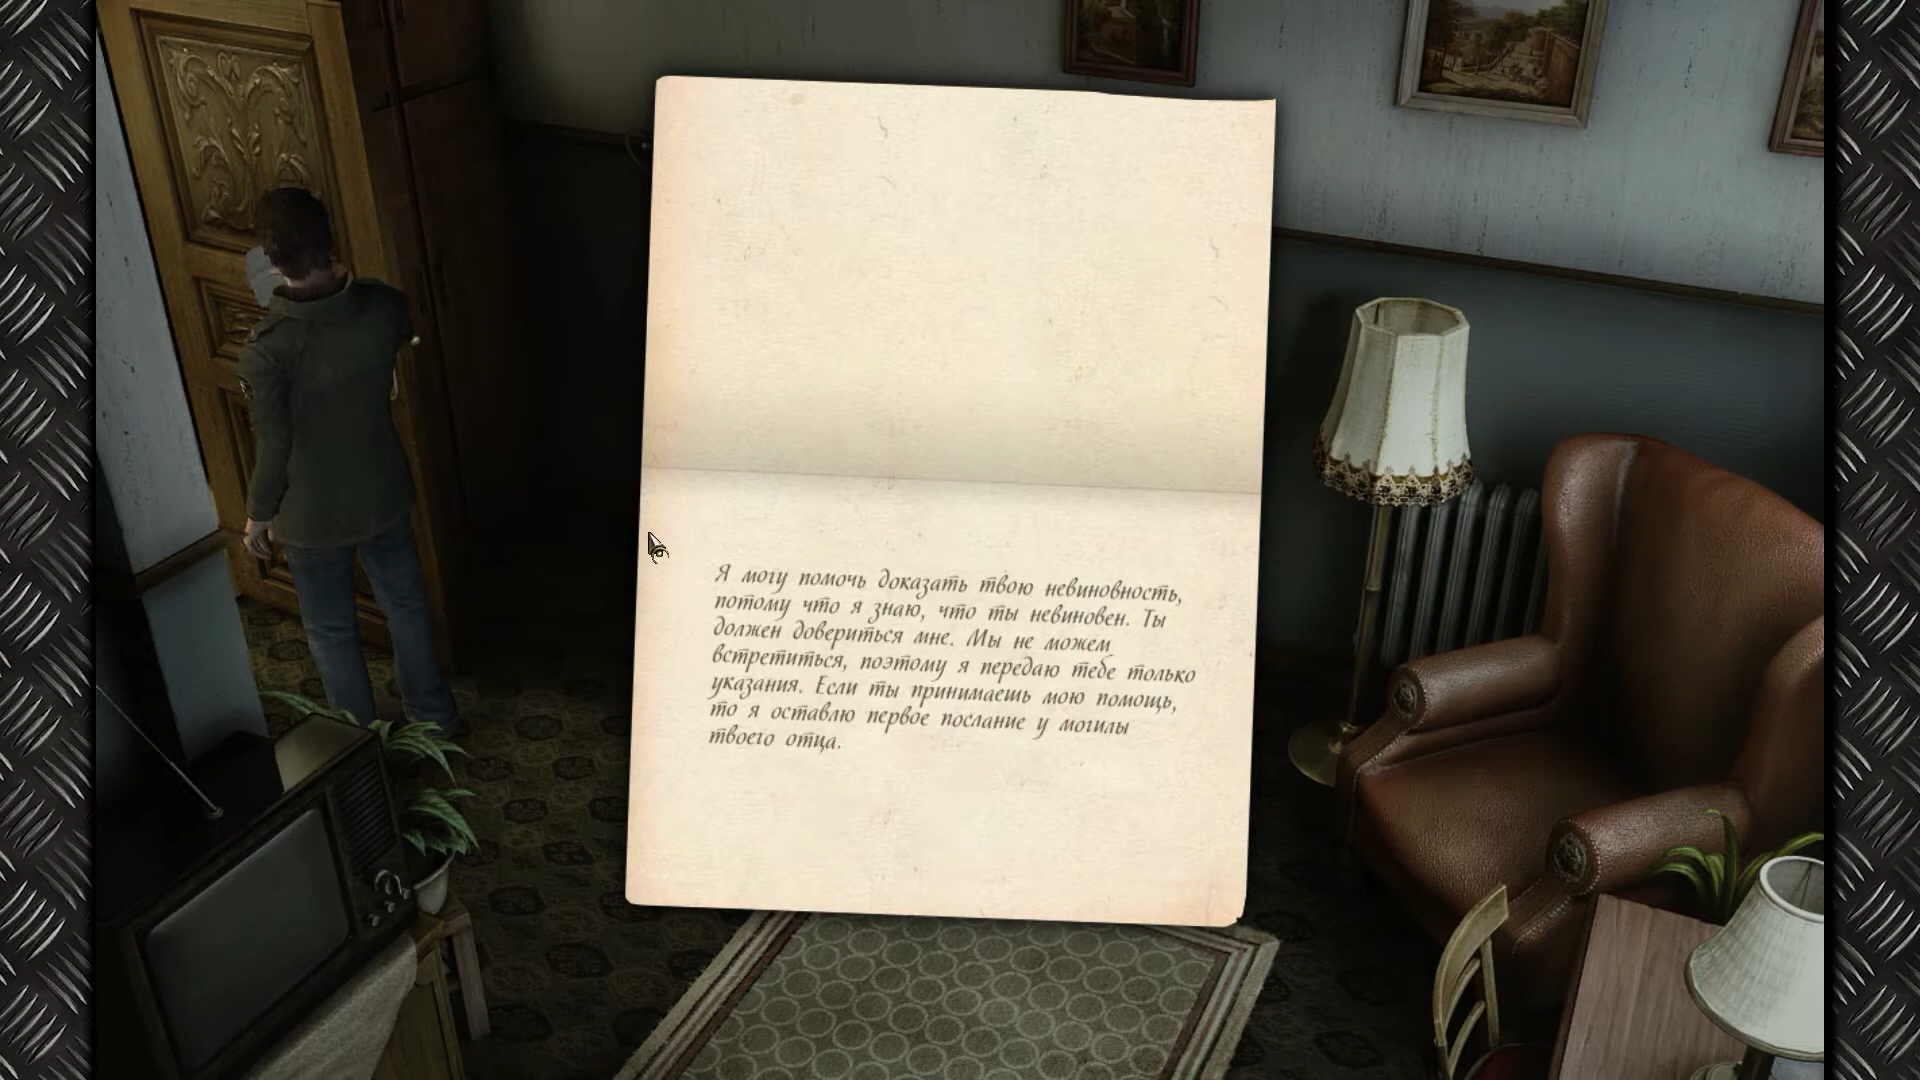 Я могу помочь доказать твою невиновность,
потому что я знаю, что ты невиновен. Ты
должен довериться мне. Мы не можем
встретиться, поэтому я передаю тебе только
указания. Если ты принимаешь мою помощь,
то я оставлю первое послание у могилы
твоего отца.